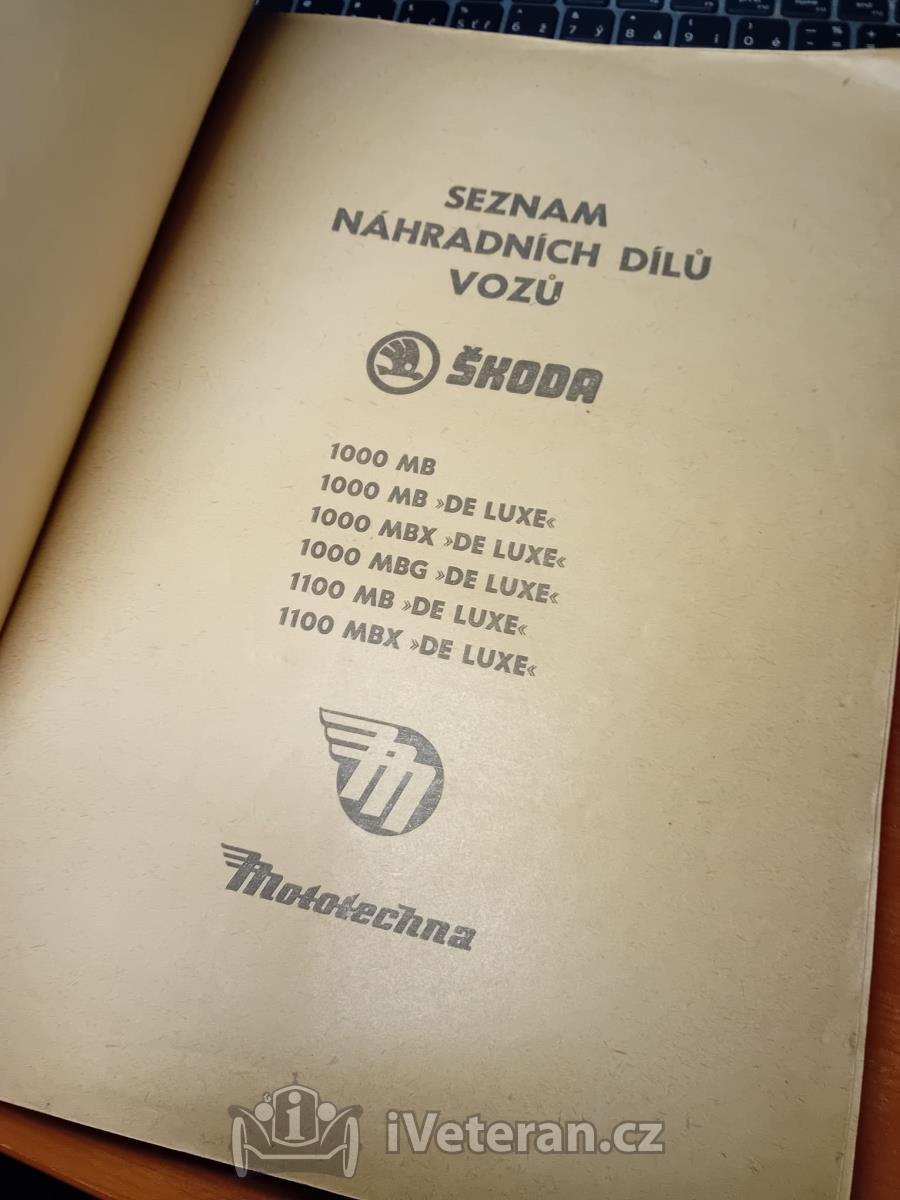 SEZNAM
NÁHRADNÍCH DÍLŮ
VOZŮ
ŠKODA
1000 MB
1000 MB »DE LUXE«
1000 MBX »DE LUXE«
1000 MBG »DE LUXE«
1100 MB »DE LUXE«
1100 MBX »DE LUXE«
Mototechna
iVeteran.cz